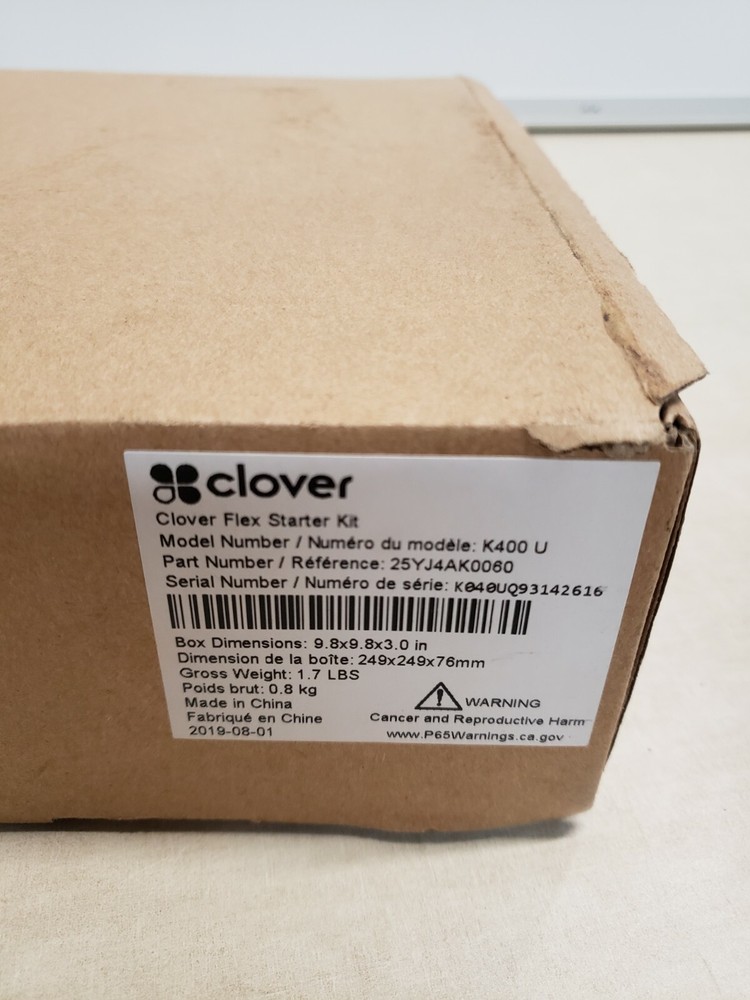 clover
Clover Flex Starter Kit
Model Number / Numéro du modèle: K400 U
Part Number / Référence: 25YJ4AK0060
Serial Number / Numéro de série: K040UQ93142616
Box Dimensions: 9.8x9.8x3.0 in
Dimension de la boîte: 249x249x76mm
Gross Weight: 1.7 LBS
Poids brut: 0.8 kg
Made in China
Fabriqué en Chine
2019-08-01
WARNING
Cancer and Reproductive Harm
www.P65Warnings.ca.gov